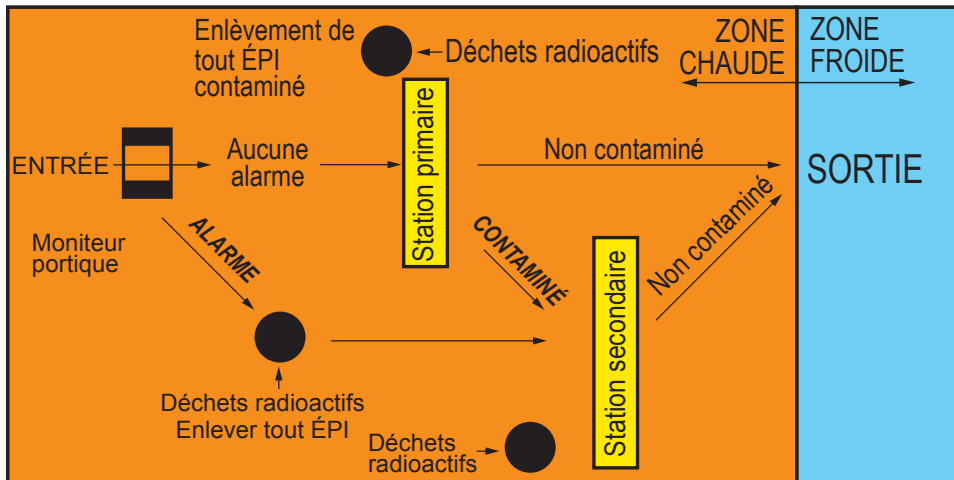 Enlèvement de
tout ÉPI
contaminé
Déchets radioactifs
ZONE
CHAUDE
ZONE
FROIDE
ENTRÉE
Aucune
alarme
Station primaire
Non contaminé
SORTIE
Moniteur
portique
ALARME
CONTAMINÉ
Non contaminé
Station secondaire
Déchets radioactifs
Enlever tout ÉPI
Déchets
radioactifs